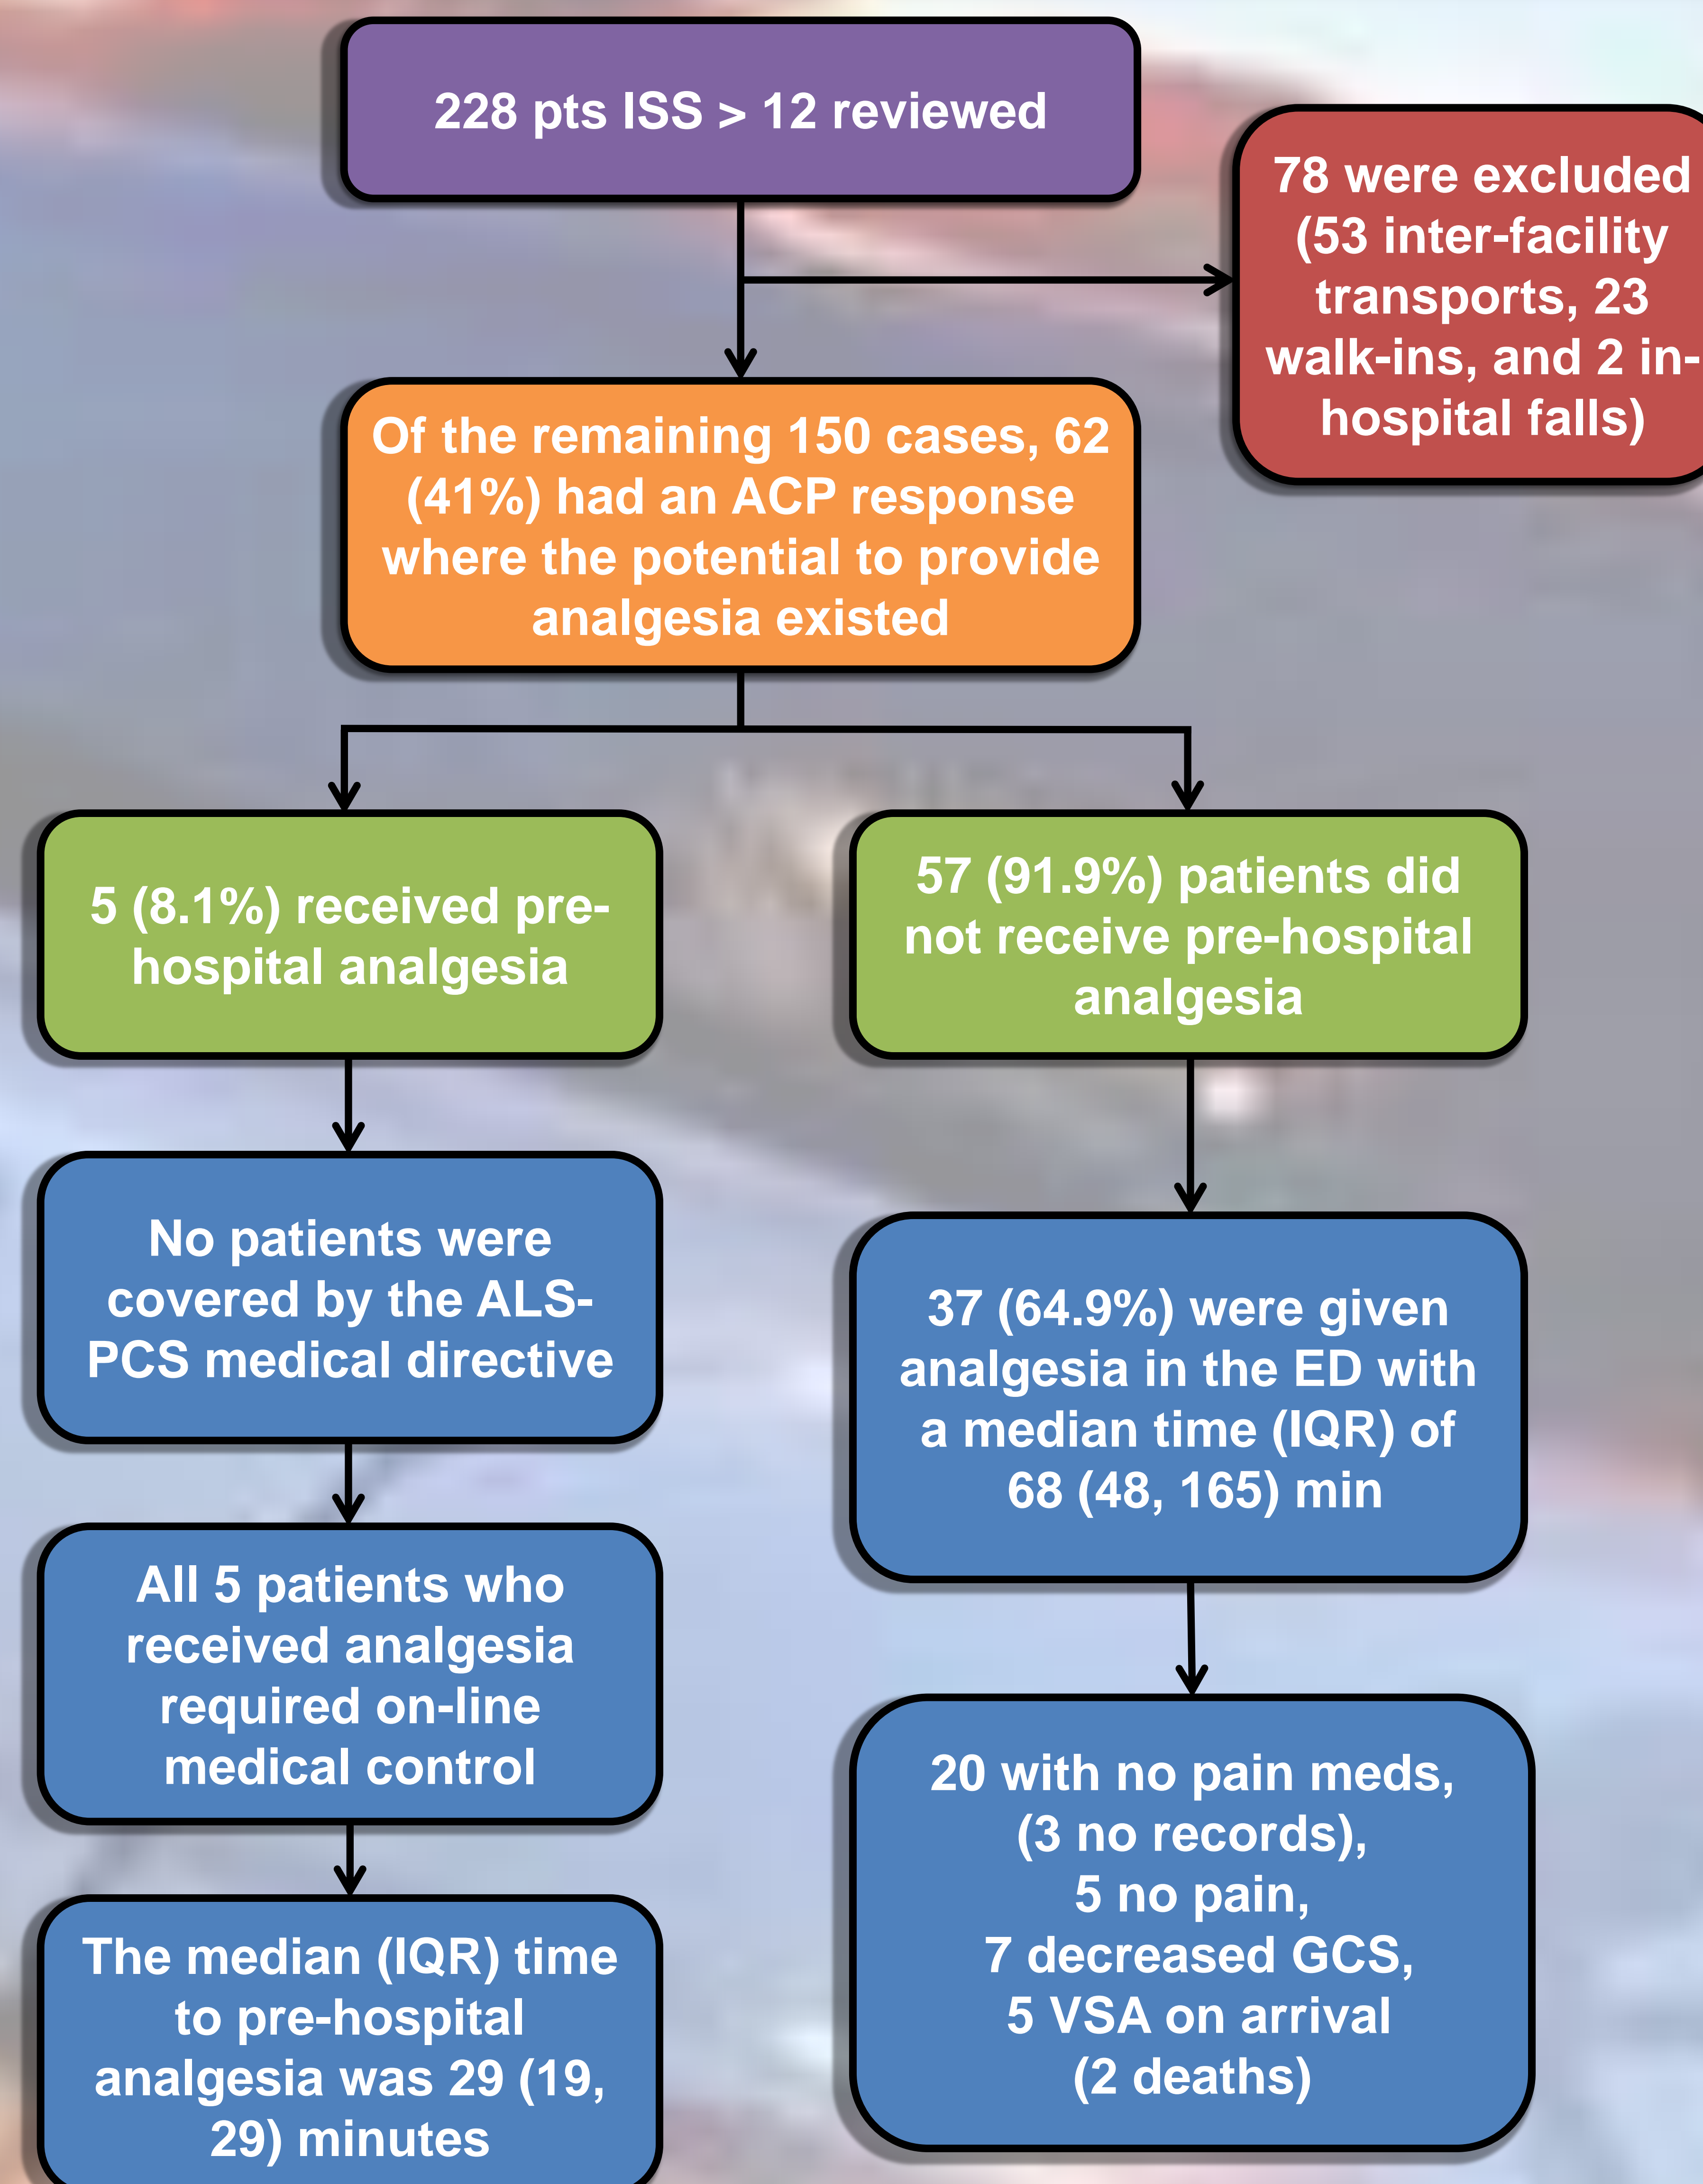 228 pts ISS > 12 reviewed
78 were excluded
(53 inter-facility
transports, 23
walk-ins, and 2 in-
hospital falls)
Of the remaining 150 cases, 62
(41%) had an ACP response
where the potential to provide
analgesia existed
5 (8.1%) received pre-
hospital analgesia
57 (91.9%) patients did
not receive pre-hospital
analgesia
No patients were
covered by the ALS-
PCS medical directive
37 (64.9%) were given
analgesia in the ED with
a median time (IQR) of
68 (48, 165) min
All 5 patients who
received analgesia
required on-line
medical control
20 with no pain meds,
(3 no records),
5 no pain,
7 decreased GCS,
5 VSA on arrival
(2 deaths)
The median (IQR) time
to pre-hospital
analgesia was 29 (19,
29) minutes